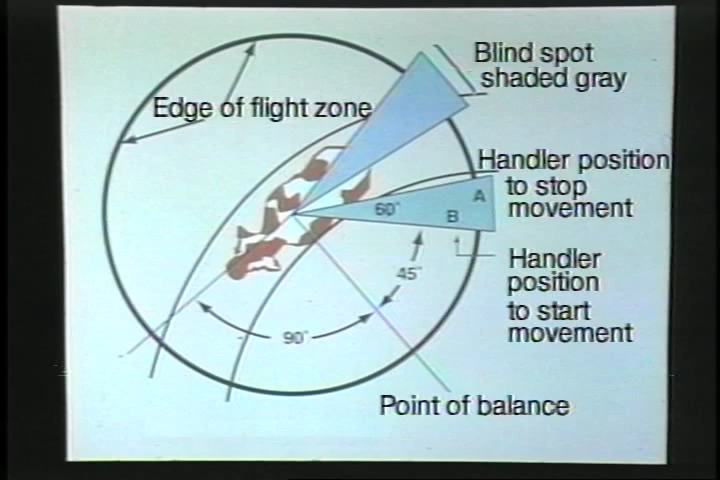 Blind spot
shaded gray
Edge of flight zone
Handler position
to stop
movement
A
60°
B
Handler
position
to start
movement
45°
90°
Point of balance